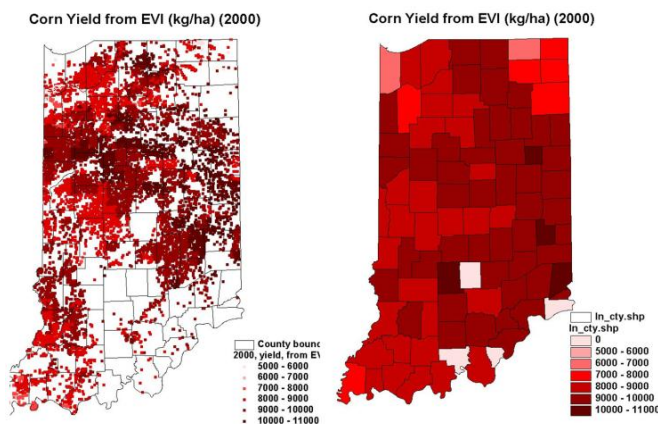 Corn Yield from EVI (kg/ha) (2000)
County bound
2000, yield, from EV
5000 - 6000
6000 - 7000
7000 - 8000
8000 - 9000
9000 - 10000
10000 - 11000
Corn Yield from EVI (kg/ha) (2000)
In_cty.shp
In_cty.shp
0
5000 - 6000
6000 - 7000
7000 - 8000
8000 - 9000
9000 - 10000
10000 - 11000